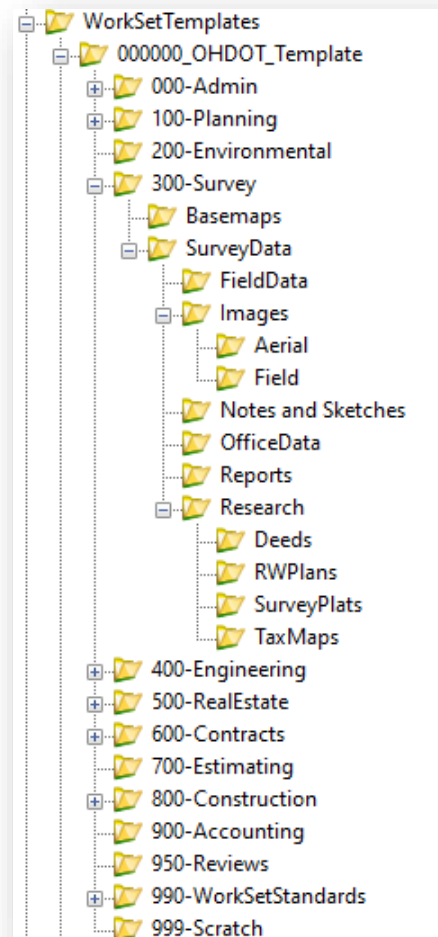 WorkSetTemplates
000000_OHDOT_Template
000-Admin
100-Planning
200-Environmental
300-Survey
Basemaps
SurveyData
FieldData
Images
Aerial
Field
Notes and Sketches
OfficeData
Reports
Research
Deeds
RWPlans
SurveyPlats
TaxMaps
400-Engineering
500-RealEstate
600-Contracts
700-Estimating
800-Construction
900-Accounting
950-Reviews
990-WorkSetStandards
999-Scratch